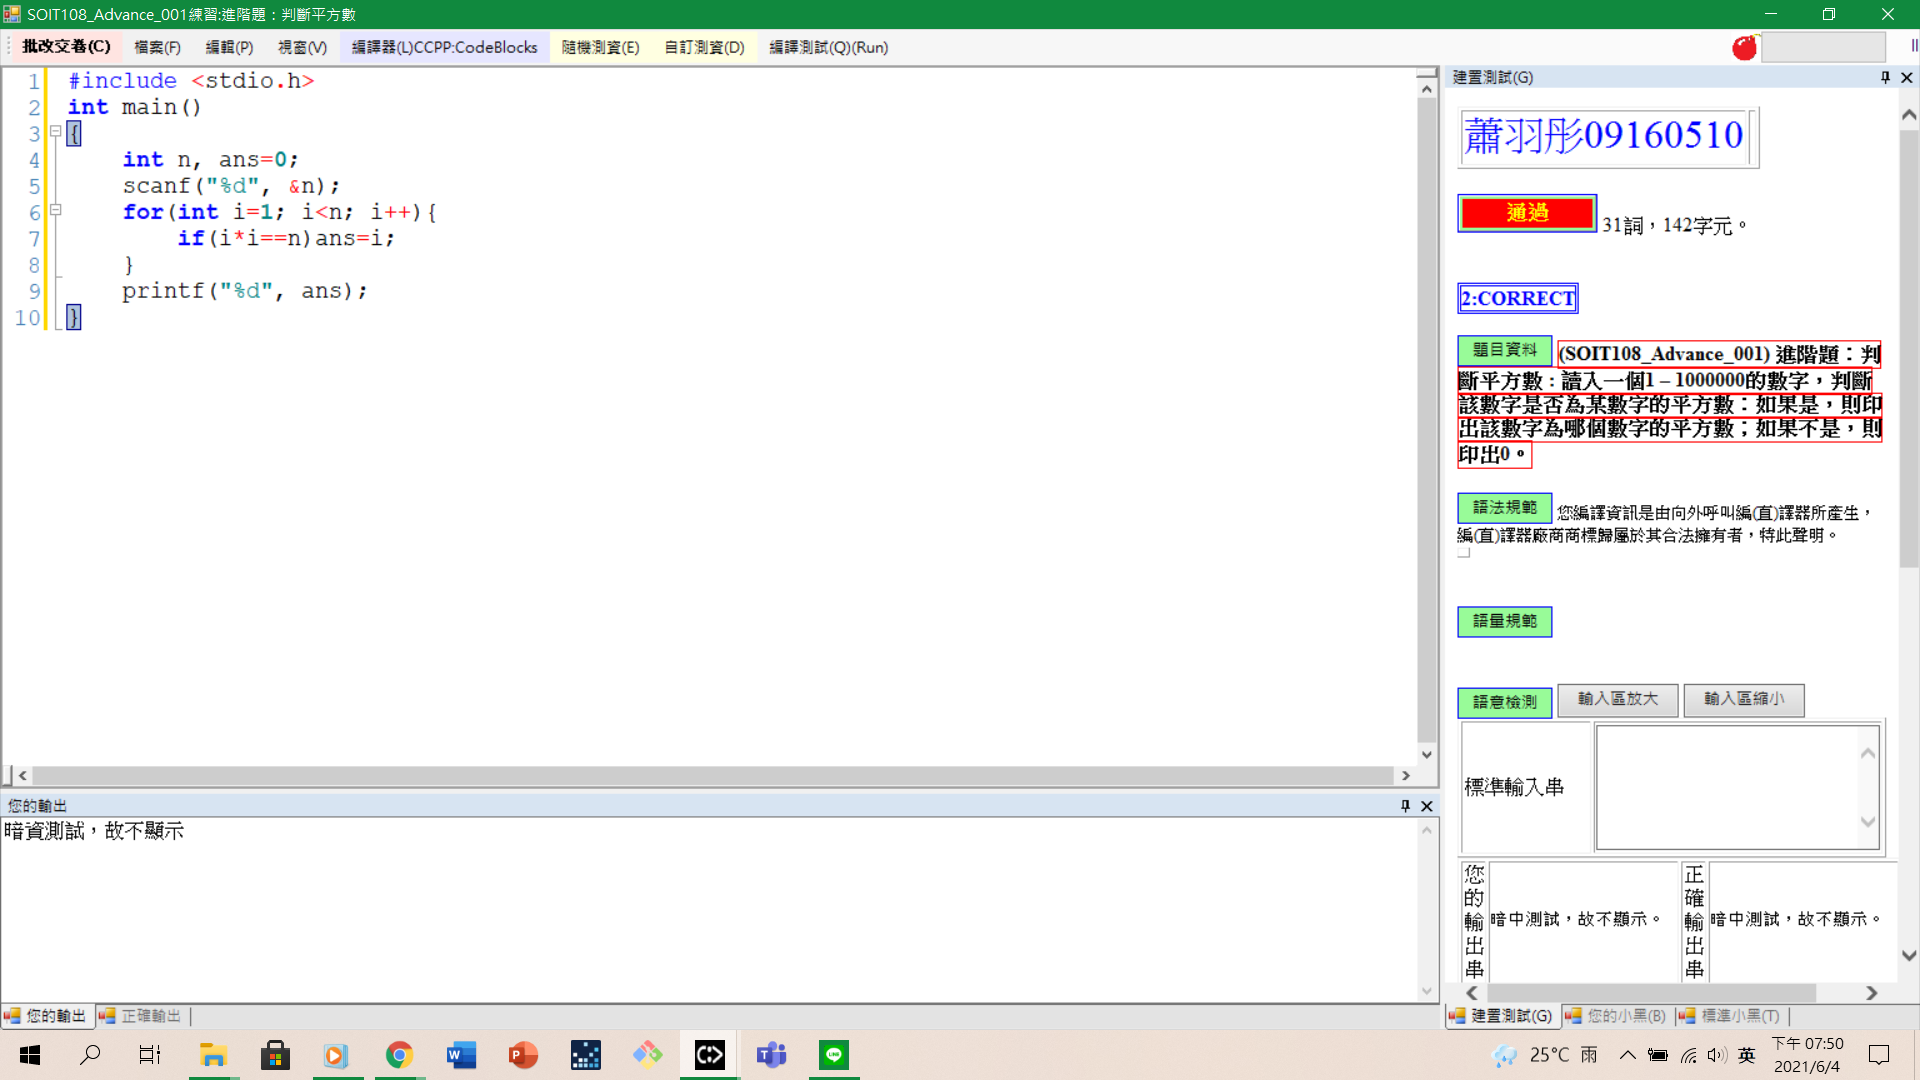 SOIT108_Advance_001練習:進階題：判斷平方數
批改交卷(C) 檔案(F) 編輯(P) 視窗(V) 編譯器(L)CCPP:CodeBlocks 隨機測資(E) 自訂測資(D) 編譯測試(Q)(Run)
1 #include <stdio.h>
2 int main()
3 {
4 int n, ans=0;
5 scanf("%d", &n);
6 for(int i=1; i<n; i++){
7 if(i*i==n)ans=i;
8 }
9 printf("%d", ans);
10 }
您的輸出
暗資測試，故不顯示
您的輸出 正確輸出
建置測試(G)
蕭羽彤09160510
通過 31詞，142字元。
2:CORRECT
題目資料 (SOIT108_Advance_001) 進階題：判
斷平方數：讀入一個1 – 1000000的數字，判斷
該數字是否為某數字的平方數：如果是，則印
出該數字為哪個數字的平方數；如果不是，則
印出0。
語法規範 您編譯資訊是由向外呼叫編(直)譯器所產生，
編(直)譯器廠商商標歸屬於其合法擁有者，特此聲明。
語量規範
語意檢測 輸入區放大 輸入區縮小
標準輸入串
您的輸出串 暗中測試，故不顯示。 正確輸出串 暗中測試，故不顯示。
建置測試(G) 您的小黑(B) 標準小黑(T)
25°C 雨 英 下午 07:50
2021/6/4